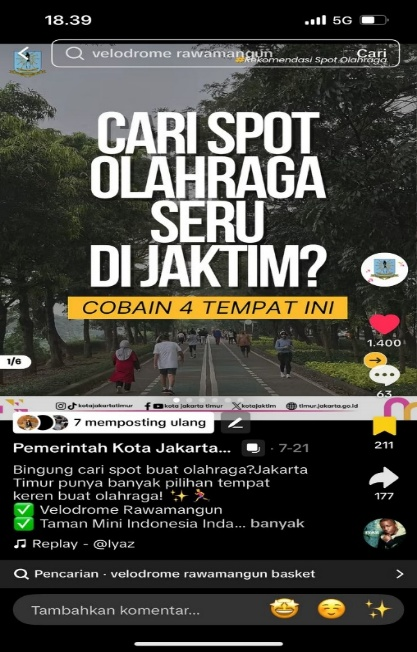 18.39
5G
velodrome rawamangun
Cari
#Rekomendasi Spot Olahraga
CARI SPOT
OLAHRAGA
SERU
DI JAKTIM?
COBAIN 4 TEMPAT INI
1/6
1.400
63
kotajakartatimur
kota jakarta timur
kotajaktim
timur.jakarta.go.id
7 memposting ulang
211
Pemerintah Kota Jakarta... · 7-21
Bingung cari spot buat olahraga?Jakarta
Timur punya banyak pilihan tempat
keren buat olahraga! ✨
177
✅ Velodrome Rawamangun
✅ Taman Mini Indonesia Inda... banyak
Replay - @Iyaz
Pencarian · velodrome rawamangun basket
Tambahkan komentar...